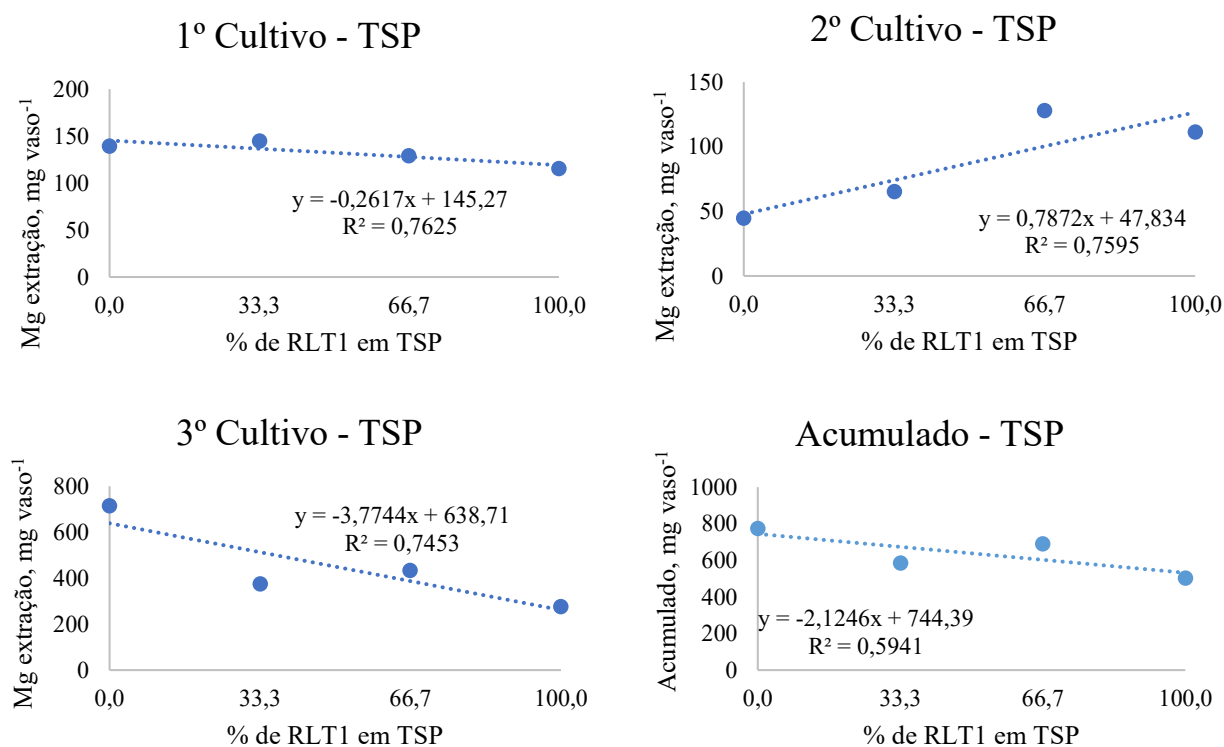 1º Cultivo - TSP
Mg extração, mg vaso-1
200
150
100
50
0
y = -0,2617x + 145,27
R² = 0,7625
0,0 33,3 66,7 100,0
% de RLT1 em TSP
2º Cultivo - TSP
Mg extração, mg vaso-1
150
100
50
0
y = 0,7872x + 47,834
R² = 0,7595
0,0 33,3 66,7 100,0
% de RLT1 em TSP
3º Cultivo - TSP
Mg extração, mg vaso-1
800
600
400
200
0
y = -3,7744x + 638,71
R² = 0,7453
0,0 33,3 66,7 100,0
% de RLT1 em TSP
Acumulado - TSP
Acumulado, mg vaso-1
1000
800
600
400
200
0
y = -2,1246x + 744,39
R² = 0,5941
0,0 33,3 66,7 100,0
% de RLT1 em TSP